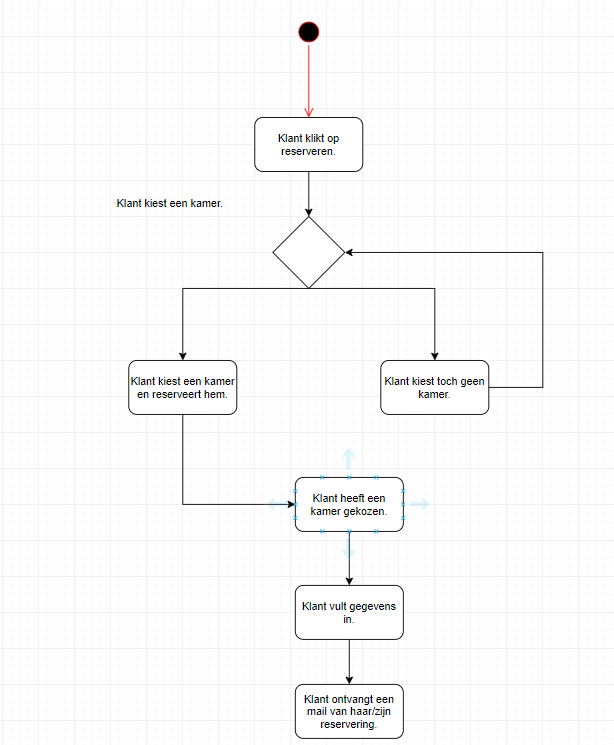 Klant klikt op
reserveren.
Klant kiest een kamer.
Klant kiest een kamer
en reserveert hem.
Klant kiest toch geen
kamer.
Klant heeft een
kamer gekozen.
Klant vult gegevens
in.
Klant ontvangt een
mail van haar/zijn
reservering.